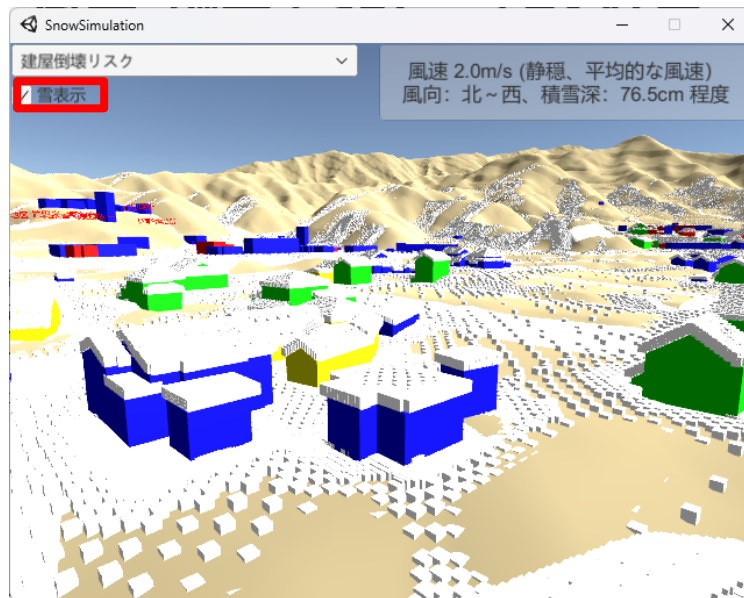 SnowSimulation
建屋倒壊リスク
雪表示
風速 2.0m/s (静穏、平均的な風速)
風向：北～西、積雪深：76.5cm 程度